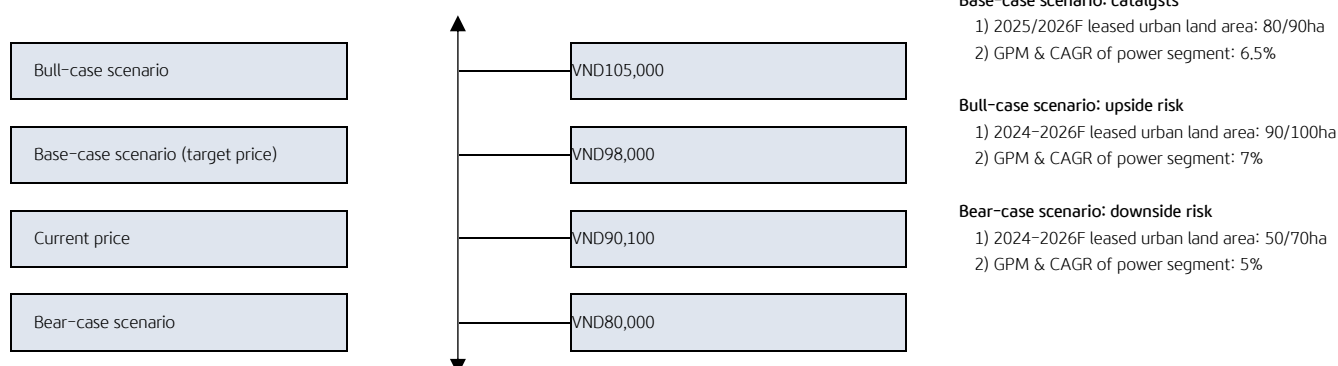 Bull-case scenario
VND105,000
Base-case scenario (target price)
VND98,000
Current price
VND90,100
Bear-case scenario
VND80,000
Base-case scenario: catalysts
1) 2025/2026F leased urban land area: 80/90ha
2) GPM & CAGR of power segment: 6.5%
Bull-case scenario: upside risk
1) 2024-2026F leased urban land area: 90/100ha
2) GPM & CAGR of power segment: 7%
Bear-case scenario: downside risk
1) 2024-2026F leased urban land area: 50/70ha
2) GPM & CAGR of power segment: 5%